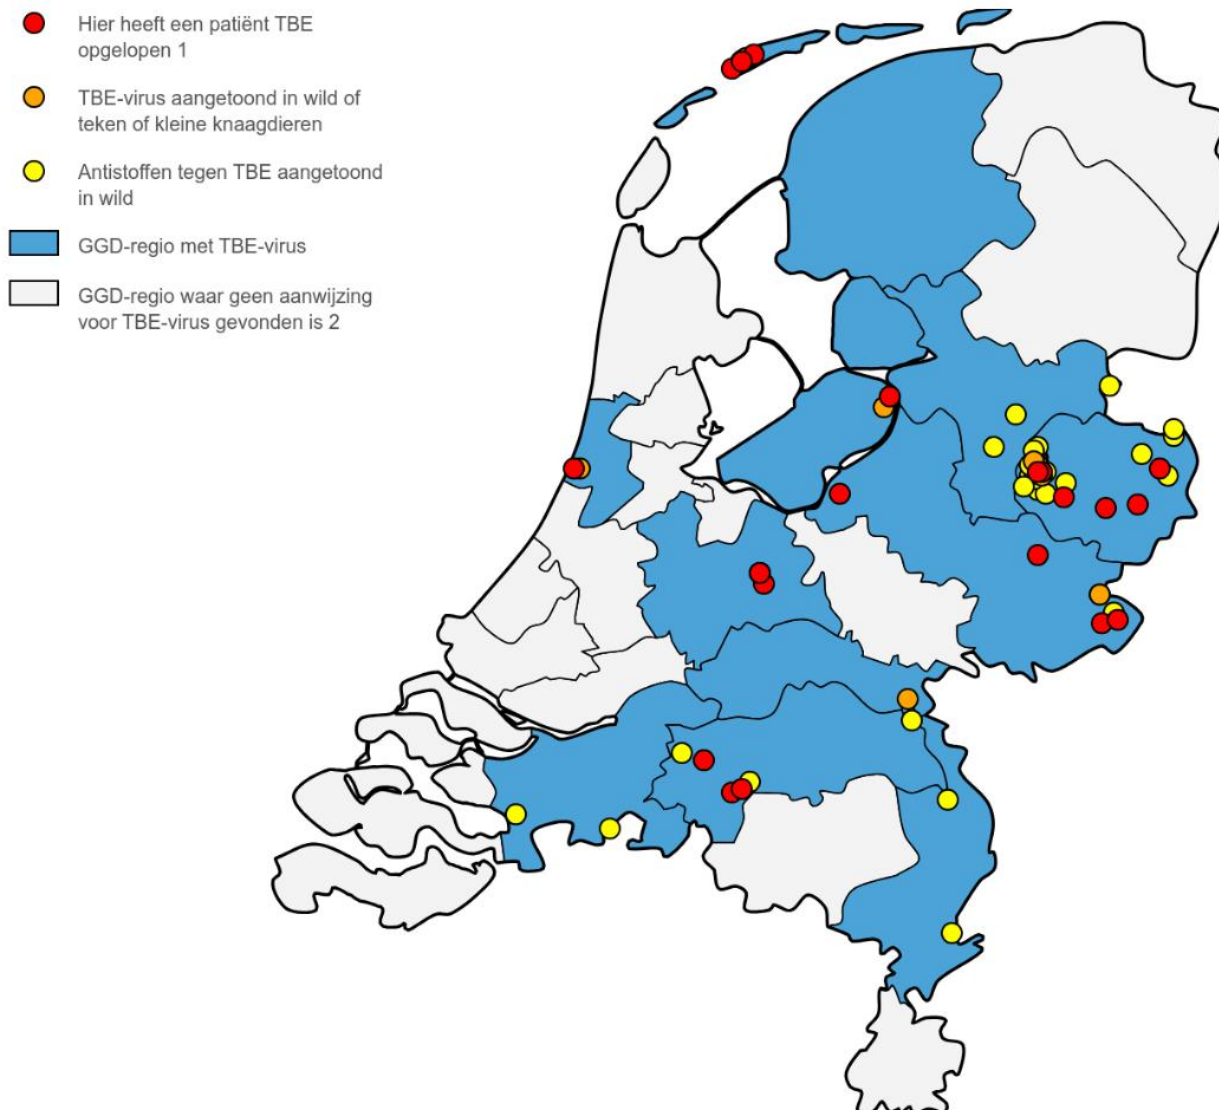 Hier heeft een patiënt TBE
opgelopen 1
TBE-virus aangetoond in wild of
teken of kleine knaagdieren
Antistoffen tegen TBE aangetoond
in wild
GGD-regio met TBE-virus
GGD-regio waar geen aanwijzing
voor TBE-virus gevonden is 2